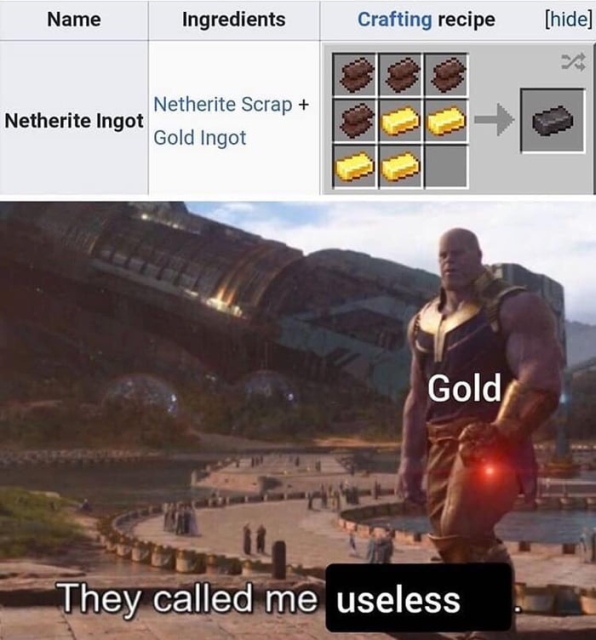 Name Ingredients Crafting recipe [hide]
Netherite Ingot
Netherite Scrap +
Gold Ingot
Gold
They called me useless.